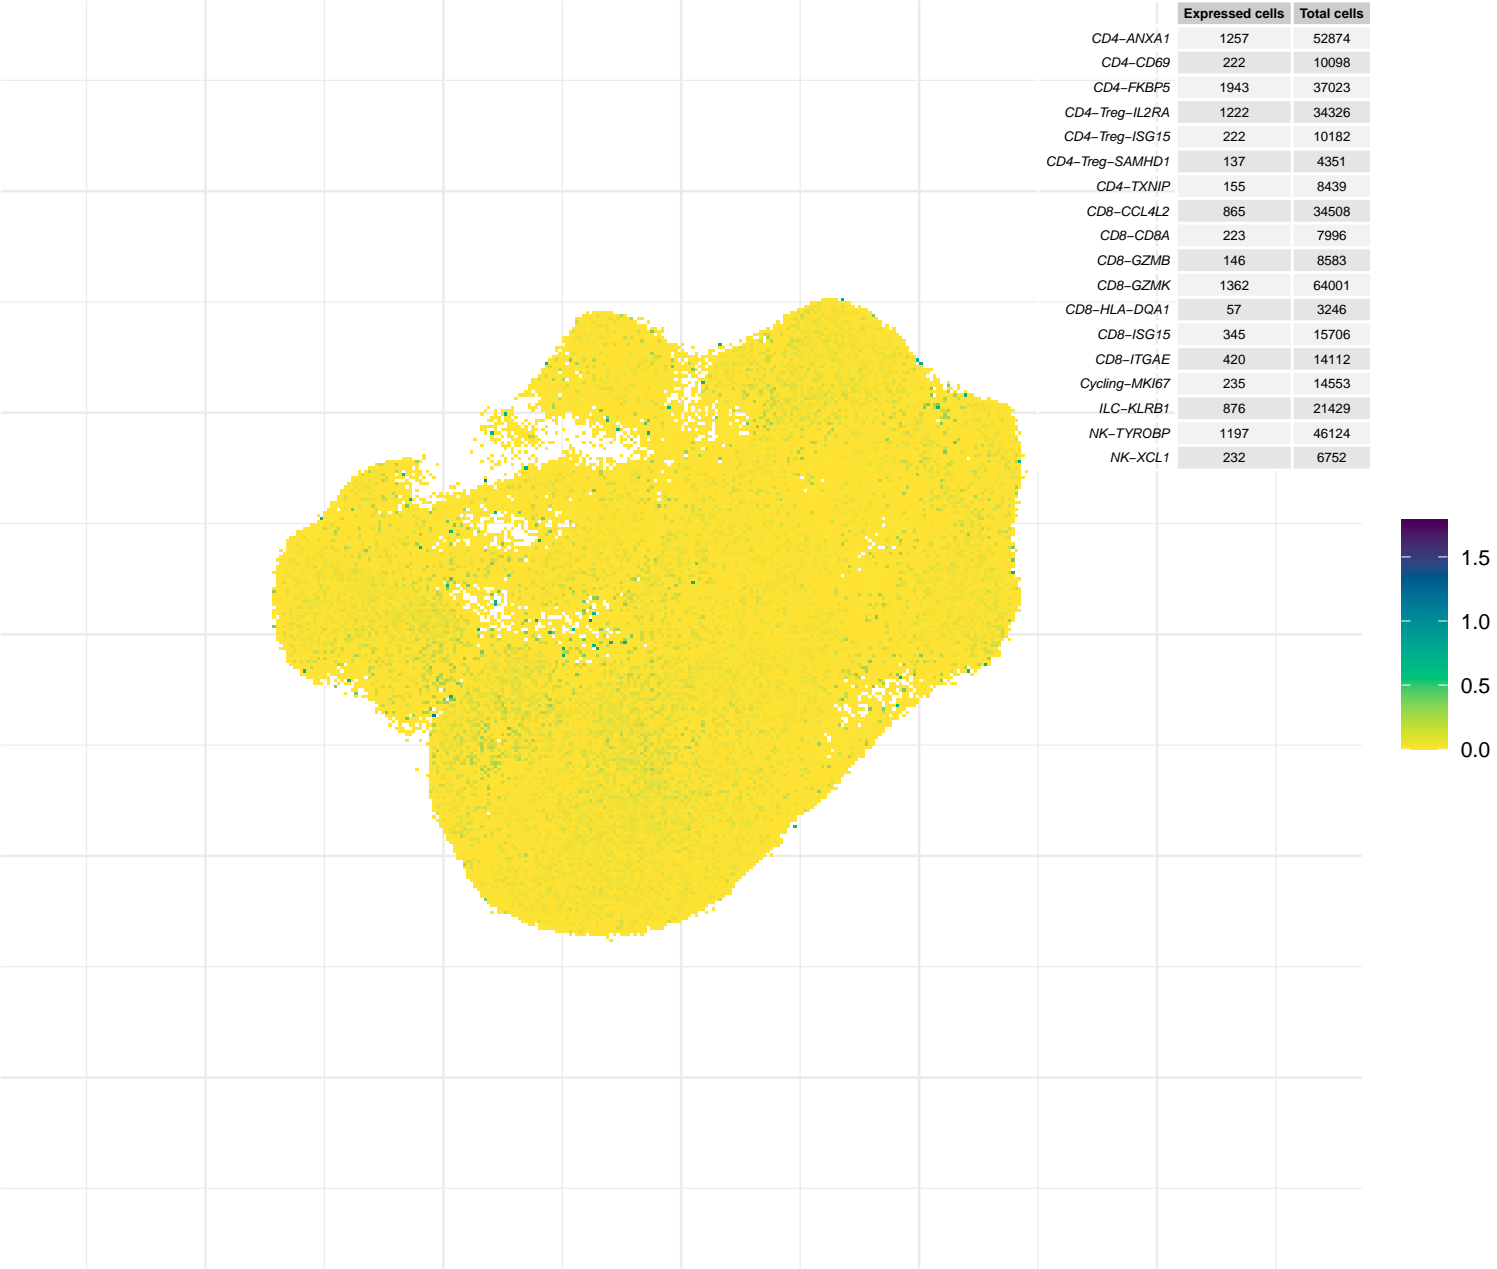 Expressed cells Total cells
CD4−ANXA1 1257 52874
CD4−CD69 222 10098
CD4−FKBP5 1943 37023
CD4−Treg−IL2RA 1222 34326
CD4−Treg−ISG15 222 10182
CD4−Treg−SAMHD1 137 4351
CD4−TXNIP 155 8439
CD8−CCL4L2 865 34508
CD8−CD8A 223 7996
CD8−GZMB 146 8583
CD8−GZMK 1362 64001
CD8−HLA−DQA1 57 3246
CD8−ISG15 345 15706
CD8−ITGAE 420 14112
Cycling−MKI67 235 14553
ILC−KLRB1 876 21429
NK−TYROBP 1197 46124
NK−XCL1 232 6752
1.5
1.0
0.5
0.0